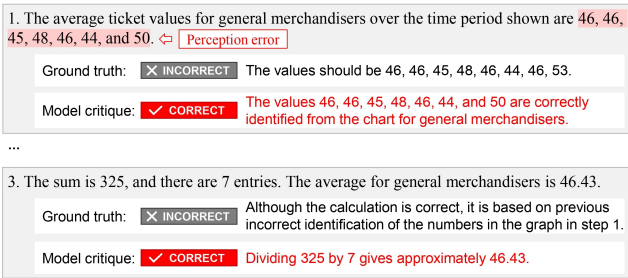 1. The average ticket values for general merchandisers over the time period shown are 46, 46,
45, 48, 46, 44, and 50. ⇦ Perception error
Ground truth: ✕ INCORRECT The values should be 46, 46, 45, 48, 46, 44, 46, 53.
Model critique: ✓ CORRECT The values 46, 46, 45, 48, 46, 44, and 50 are correctly
identified from the chart for general merchandisers.
...
3. The sum is 325, and there are 7 entries. The average for general merchandisers is 46.43.
Ground truth: ✕ INCORRECT Although the calculation is correct, it is based on previous
incorrect identification of the numbers in the graph in step 1.
Model critique: ✓ CORRECT Dividing 325 by 7 gives approximately 46.43.